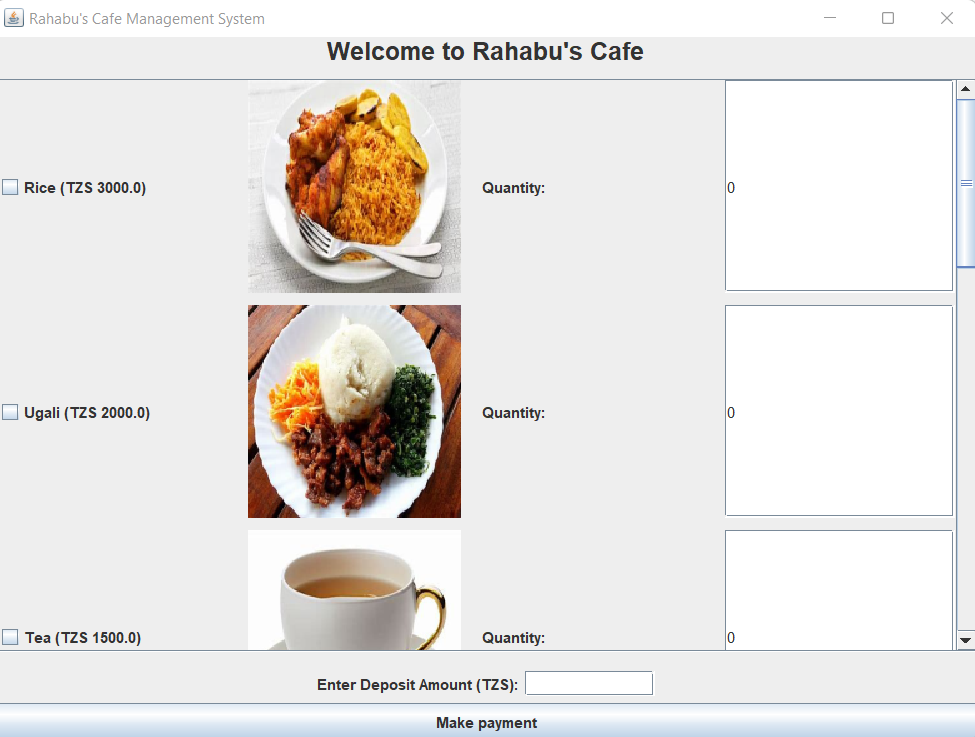 Rahabu's Cafe Management System
Welcome to Rahabu's Cafe
Rice (TZS 3000.0) Quantity: 0
Ugali (TZS 2000.0) Quantity: 0
Tea (TZS 1500.0) Quantity: 0
Enter Deposit Amount (TZS):
Make payment